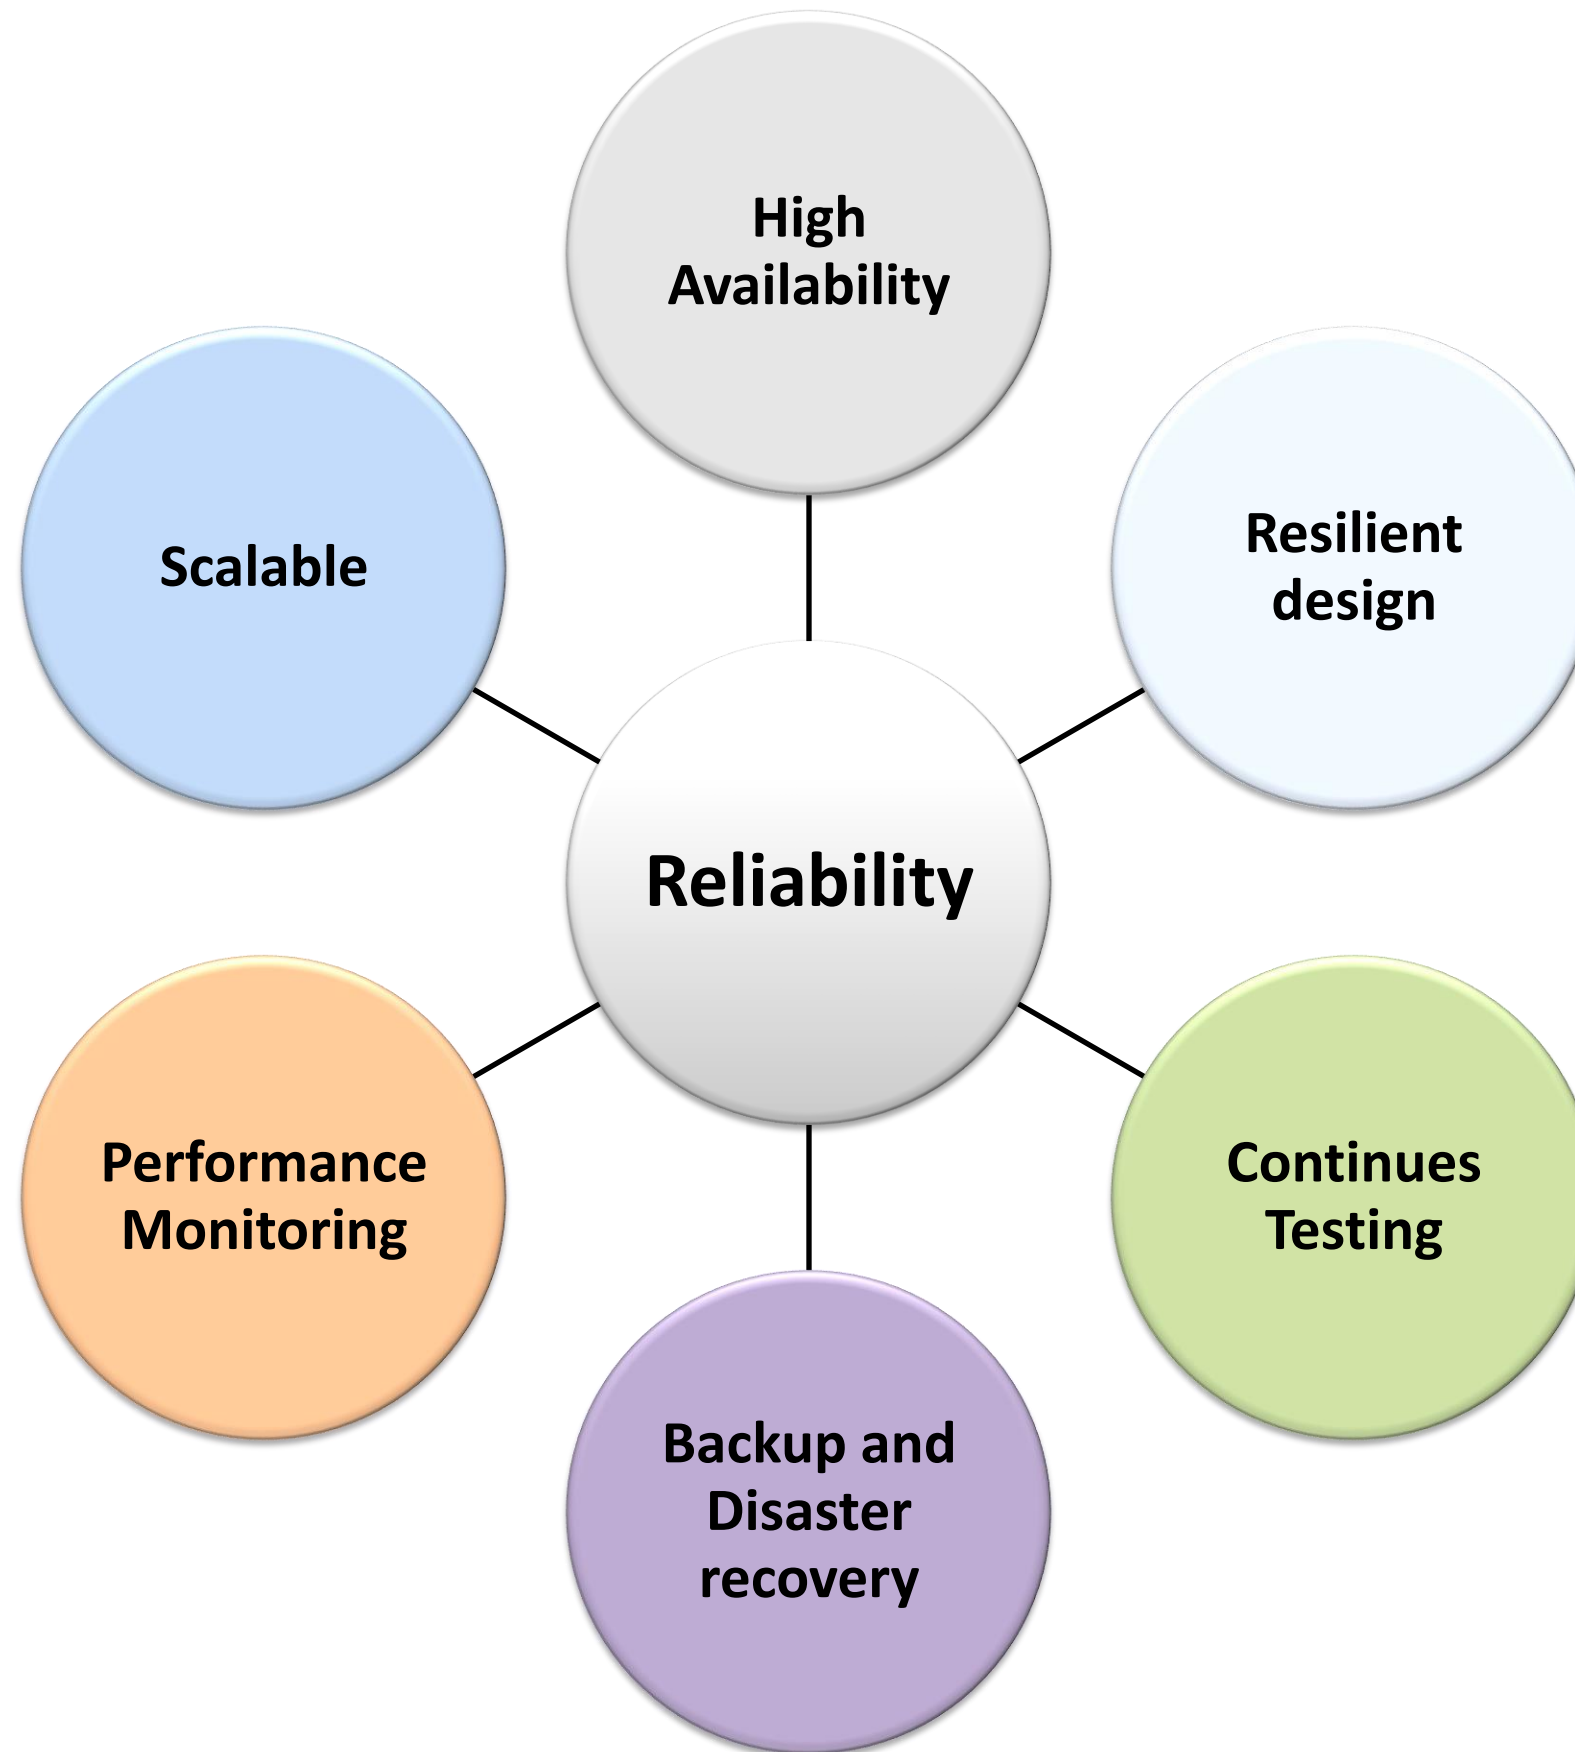 High
Availability
Scalable
Resilient
design
Reliability
Performance
Monitoring
Continues
Testing
Backup and
Disaster
recovery